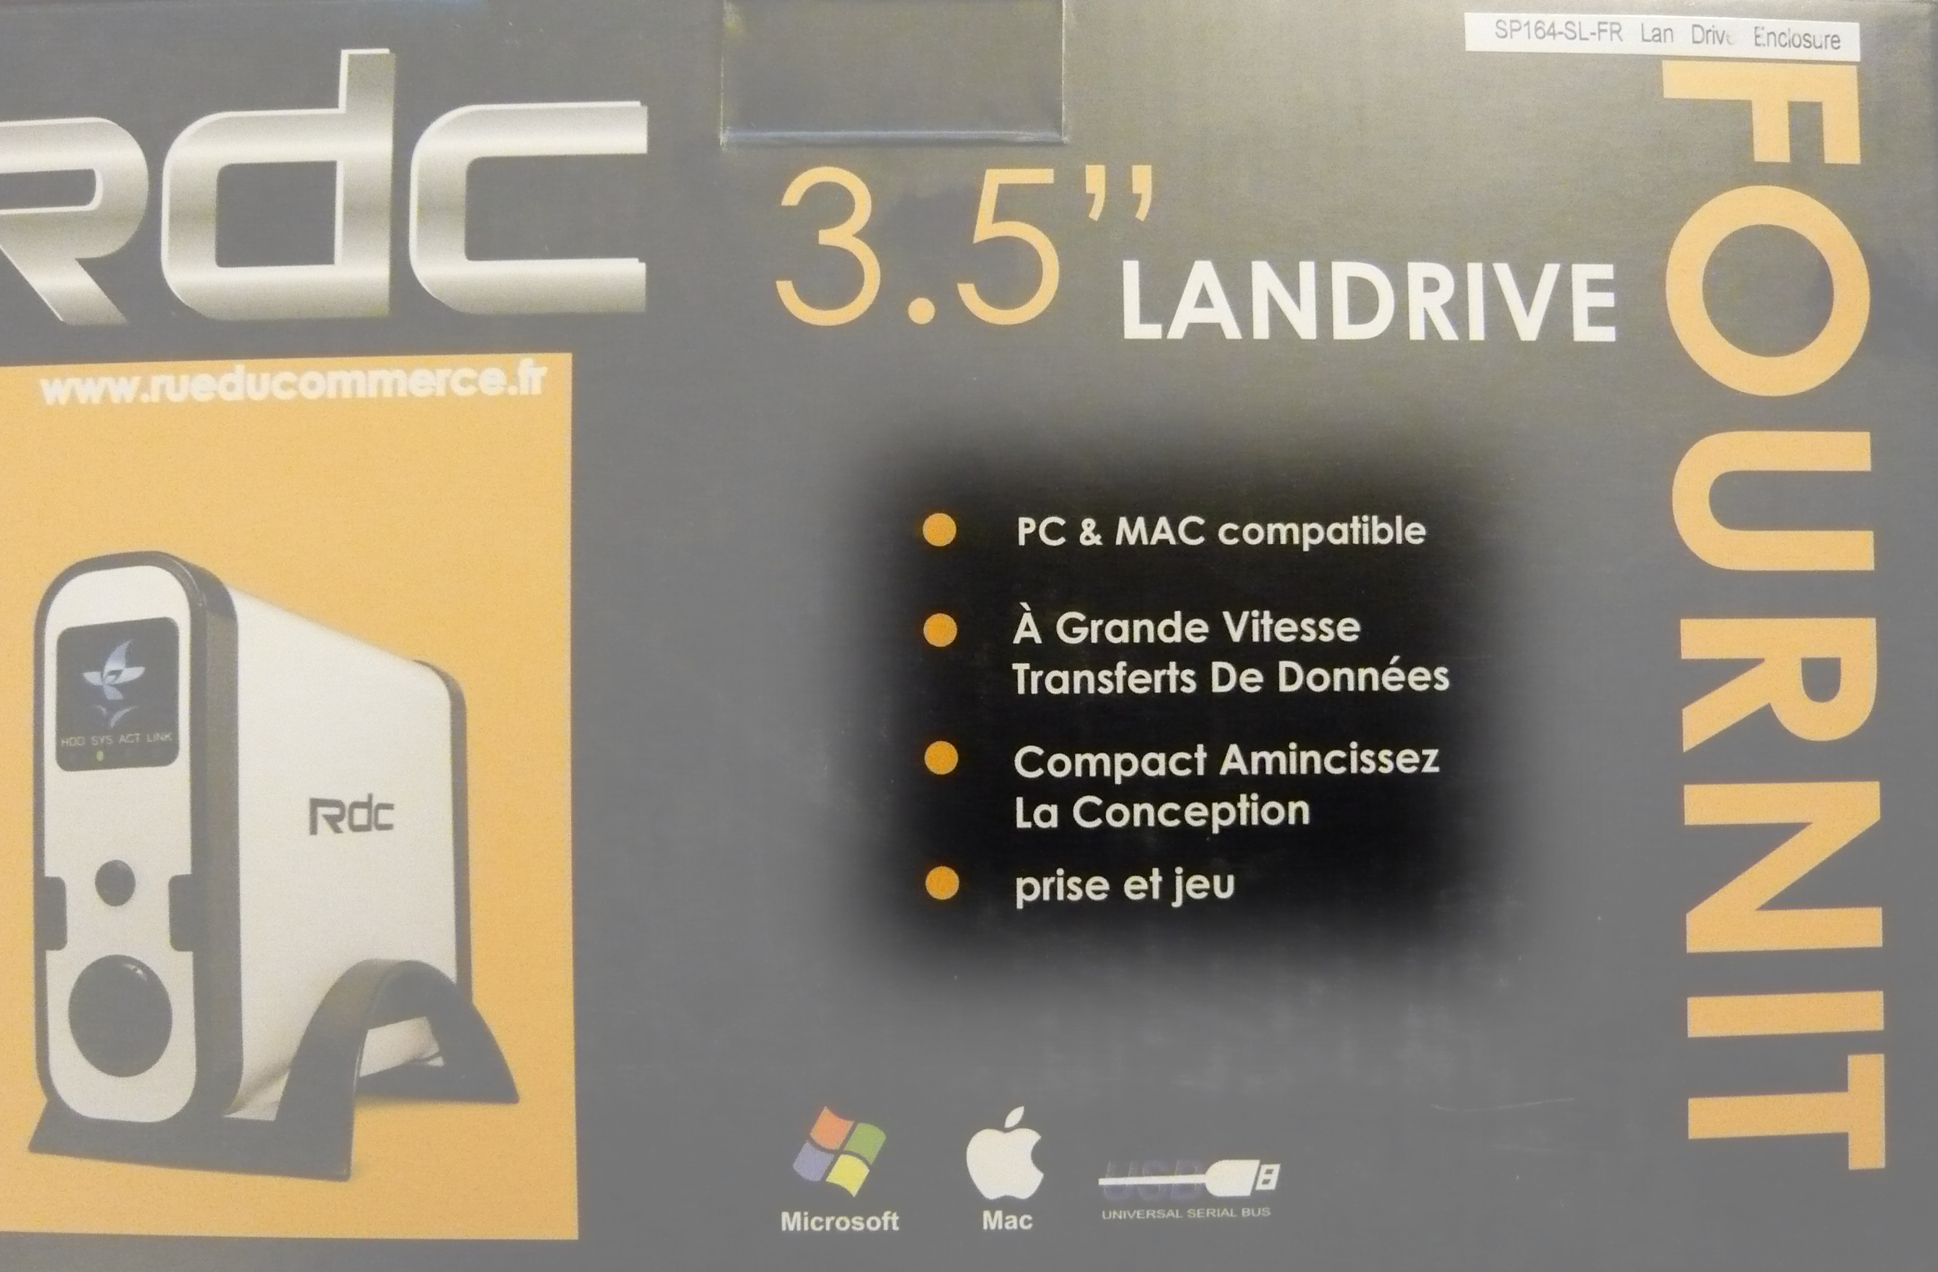 SP164-SL-FR Lan Drive Enclosure
Rdc
3.5” LANDRIVE
FOURNIT
www.rueducommerce.fr
PC & MAC compatible
À Grande Vitesse
Transferts De Données
Compact Amincissez
La Conception
prise et jeu
HDD SYS ACT LINK
Rdc
Microsoft
Mac
USB
UNIVERSAL SERIAL BUS